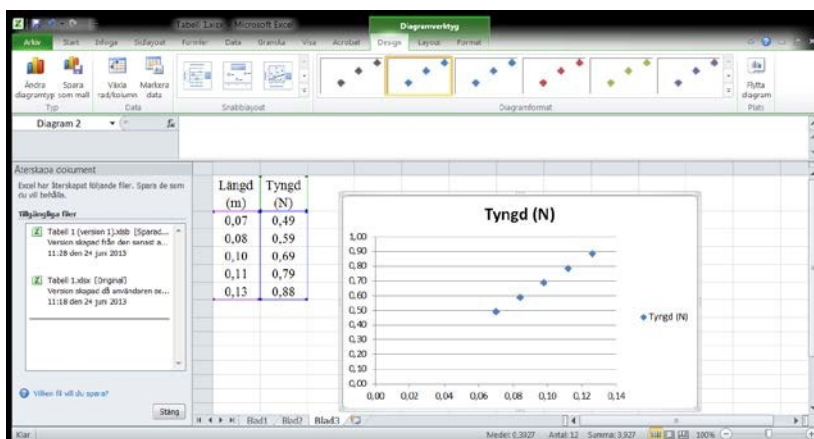 Tabell 1.xlsx - Microsoft Excel
Diagramverktyg
Arkiv Start Infoga Sidlayout Formler Data Granska Visa Acrobat Design Layout Format
Ändra diagramtyp
Spara som mall
Växla rad/kolumn
Markera data
Flytta diagram
Typ Data Snabblayout Diagramformat Plats
Diagram 2 fx
Återskapa dokument
Excel har återskapat följande filer. Spara de som
du vill behålla.
Tillgängliga filer
Tabell 1 (version 1).xlsb [Sparad...
Version skapad från den senast a...
11:28 den 24 juni 2013
Tabell 1.xlsx [Original]
Version skapad då användaren se...
11:18 den 24 juni 2013
Vilken fil vill du spara?
Stäng
Längd Tyngd
(m) (N)
0,07 0,49
0,08 0,59
0,10 0,69
0,11 0,79
0,13 0,88
Tyngd (N)
1,00
0,90
0,80
0,70
0,60
0,50
0,40
0,30
0,20
0,10
0,00
0,00 0,02 0,04 0,06 0,08 0,10 0,12 0,14
Tyngd (N)
Blad1 Blad2 Blad3
Klar Medel: 0,3927 Antal: 12 Summa: 3,927 100%